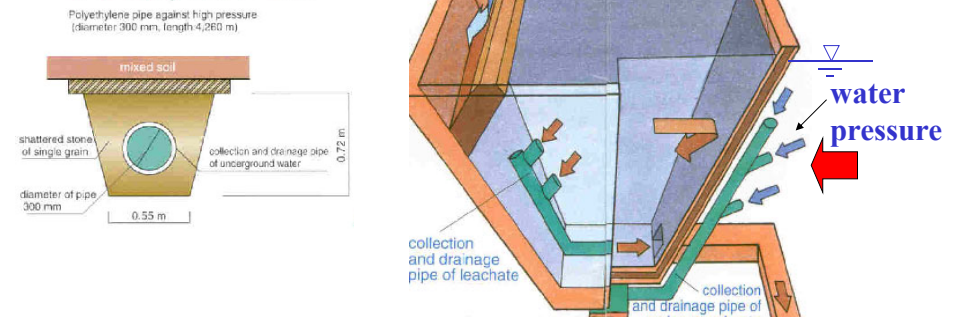 Polyethylene pipe against high pressure
(diameter 300 mm, length:4,260 m)
mixed soil
shattered stone
of single grain
collection and drainage pipe
of underground water
0.72 m
diameter of pipe
300 mm
0.55 m
water
pressure
collection
and drainage
pipe of leachate
collection
and drainage pipe of